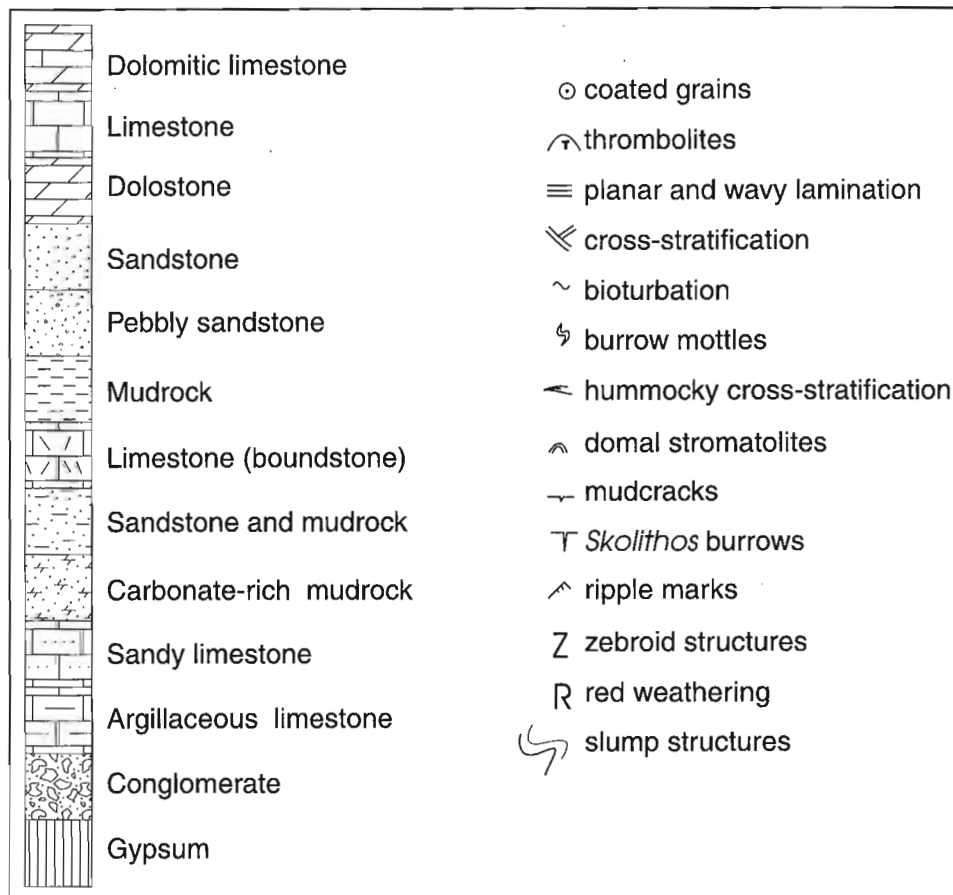 Dolomitic limestone
Limestone
Dolostone
Sandstone
Pebbly sandstone
Mudrock
Limestone (boundstone)
Sandstone and mudrock
Carbonate-rich mudrock
Sandy limestone
Argillaceous limestone
Conglomerate
Gypsum
coated grains
T thrombolites
planar and wavy lamination
cross-stratification
bioturbation
burrow mottles
hummocky cross-stratification
domal stromatolites
mudcracks
Skolithos burrows
ripple marks
Z zebroid structures
R red weathering
slump structures